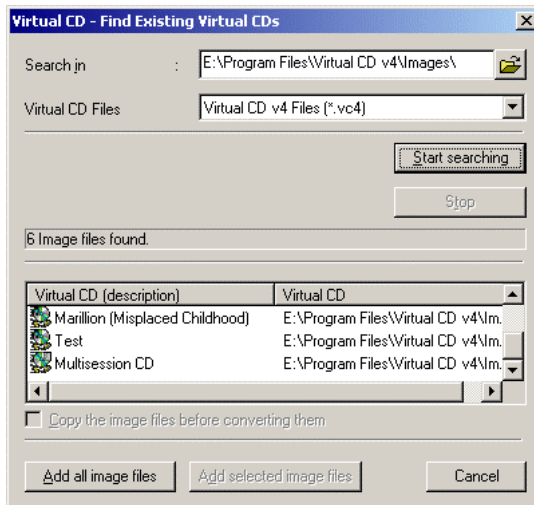 Virtual CD - Find Existing Virtual CDs
Search in : E:\Program Files\Virtual CD v4\Images\
Virtual CD Files Virtual CD v4 Files (*.vc4)
Start searching
Stop
6 Image files found.
Virtual CD (description) Virtual CD
Marillion (Misplaced Childhood) E:\Program Files\Virtual CD v4\Im.
Test E:\Program Files\Virtual CD v4\Im.
Multisession CD E:\Program Files\Virtual CD v4\Im.
Copy the image files before converting them
Add all image files Add selected image files Cancel